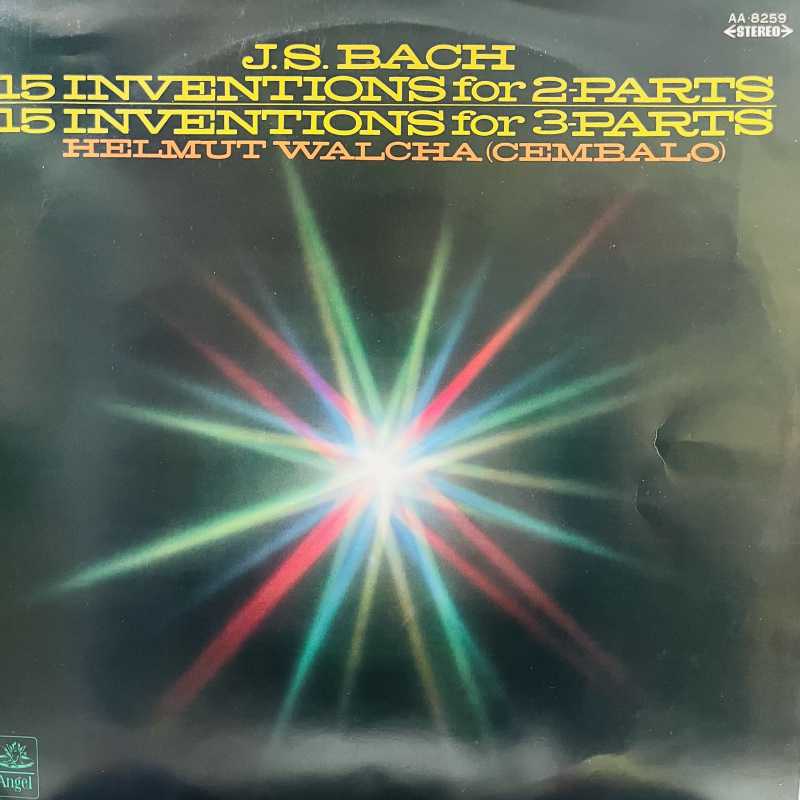 AA-8259
STEREO
J.S. BACH
15 INVENTIONS for 2-PARTS
15 INVENTIONS for 3-PARTS
HELMUT WALCHA (CEMBALO)
Angel